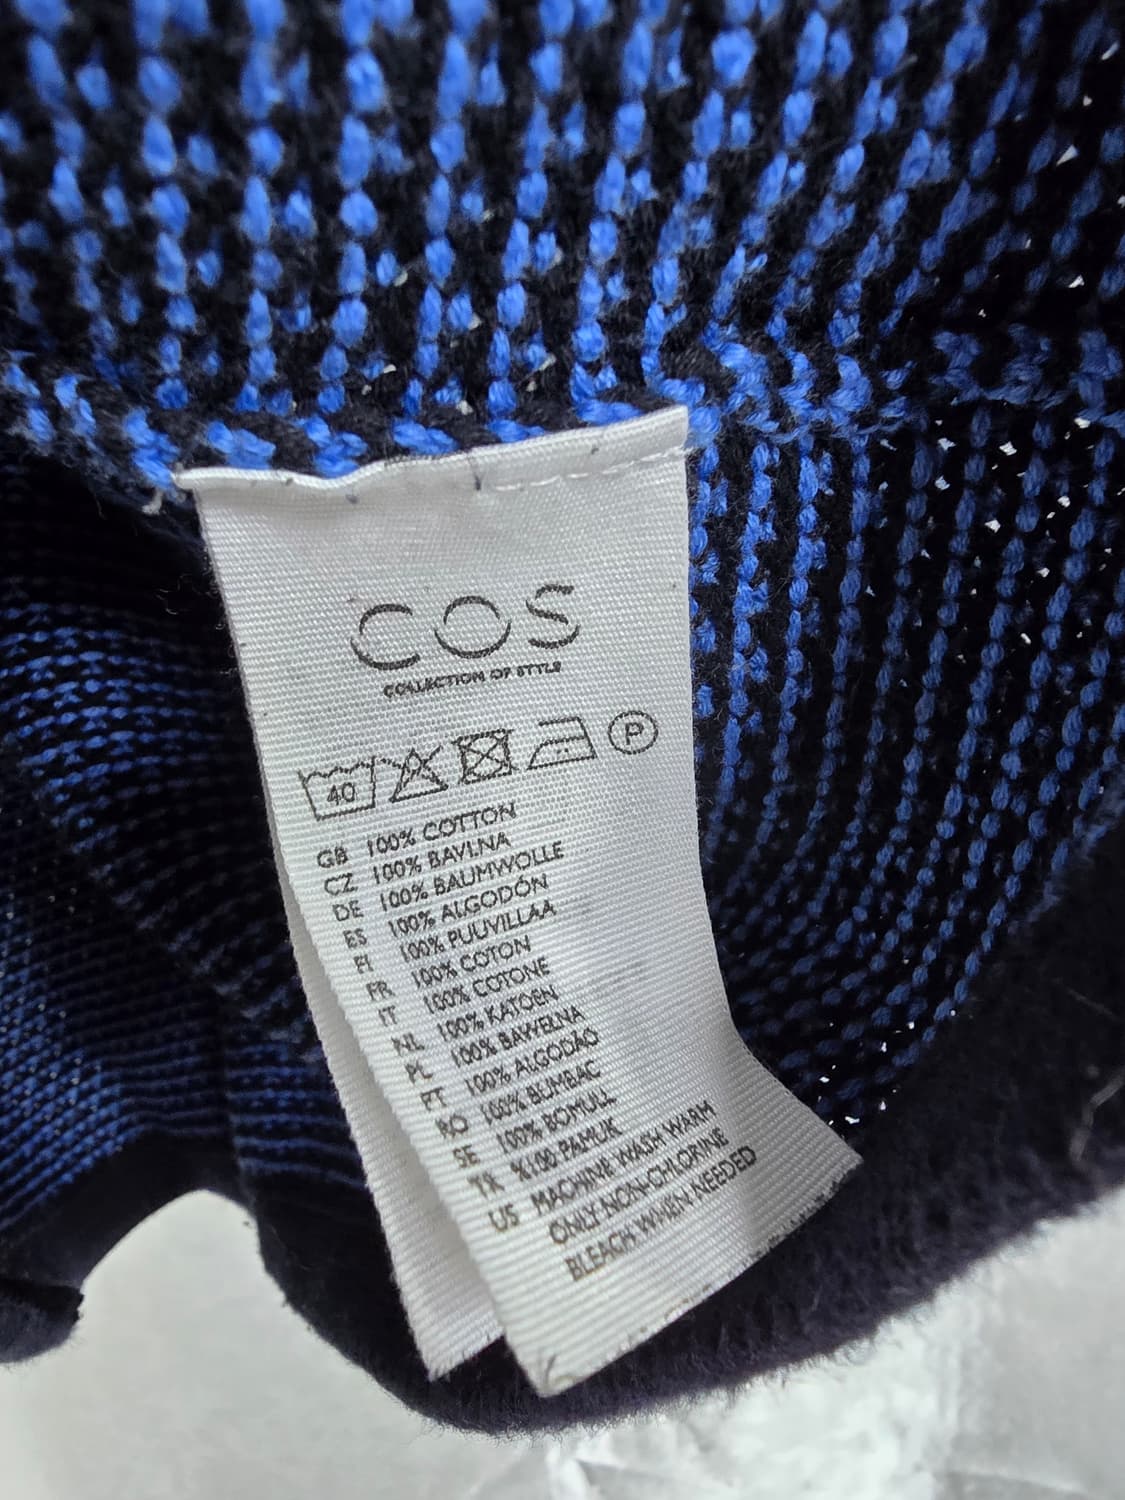 COS
COLLECTION OF STYLE
40
P
GB 100% COTTON
CZ 100% BAVLNA
DE 100% BAUMWOLLE
ES 100% ALGODÓN
FI 100% PUUVILLAA
FR 100% COTON
IT 100% COTONE
NL 100% KATOEN
PL 100% BAWEŁNA
PT 100% ALGODÃO
RO 100% BUMBAC
SE 100% BOMULL
TR %100 PAMUK
US MACHINE WASH WARM
ONLY NON-CHLORINE
BLEACH WHEN NEEDED